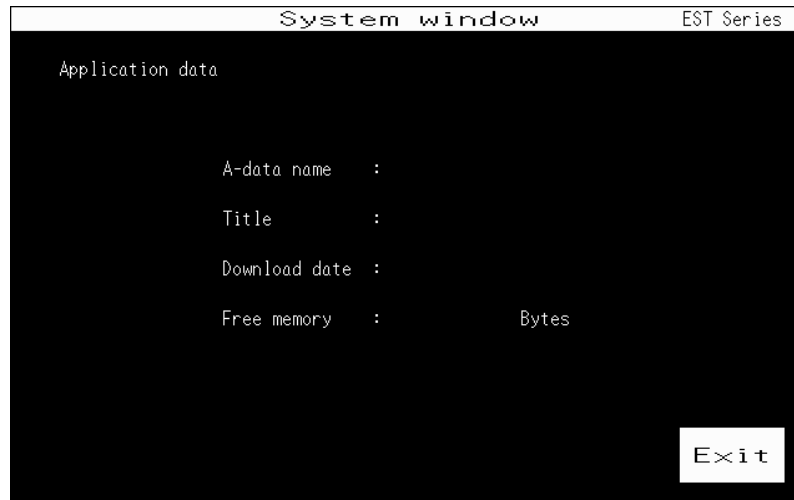 System window EST Series
Application data
A-data name :
Title :
Download date :
Free memory : Bytes
Exit